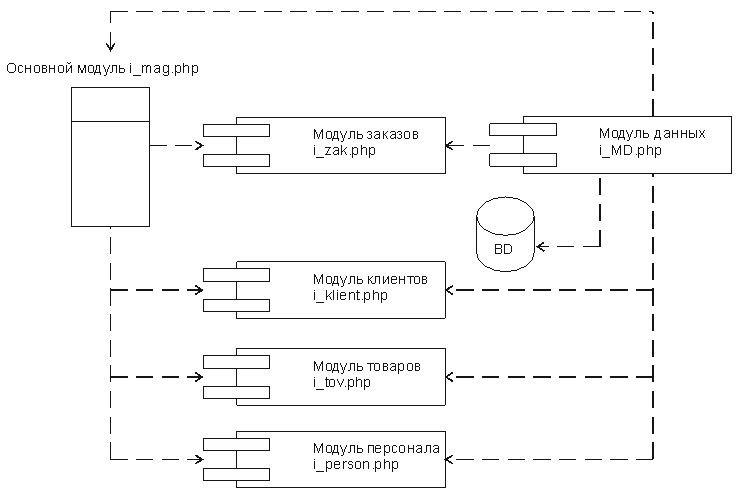 Основной модуль i_mag.php
Модуль заказов
i_zak.php
Модуль данных
i_MD.php
BD
Модуль клиентов
i_klient.php
Модуль товаров
i_tov.php
Модуль персонала
i_person.php